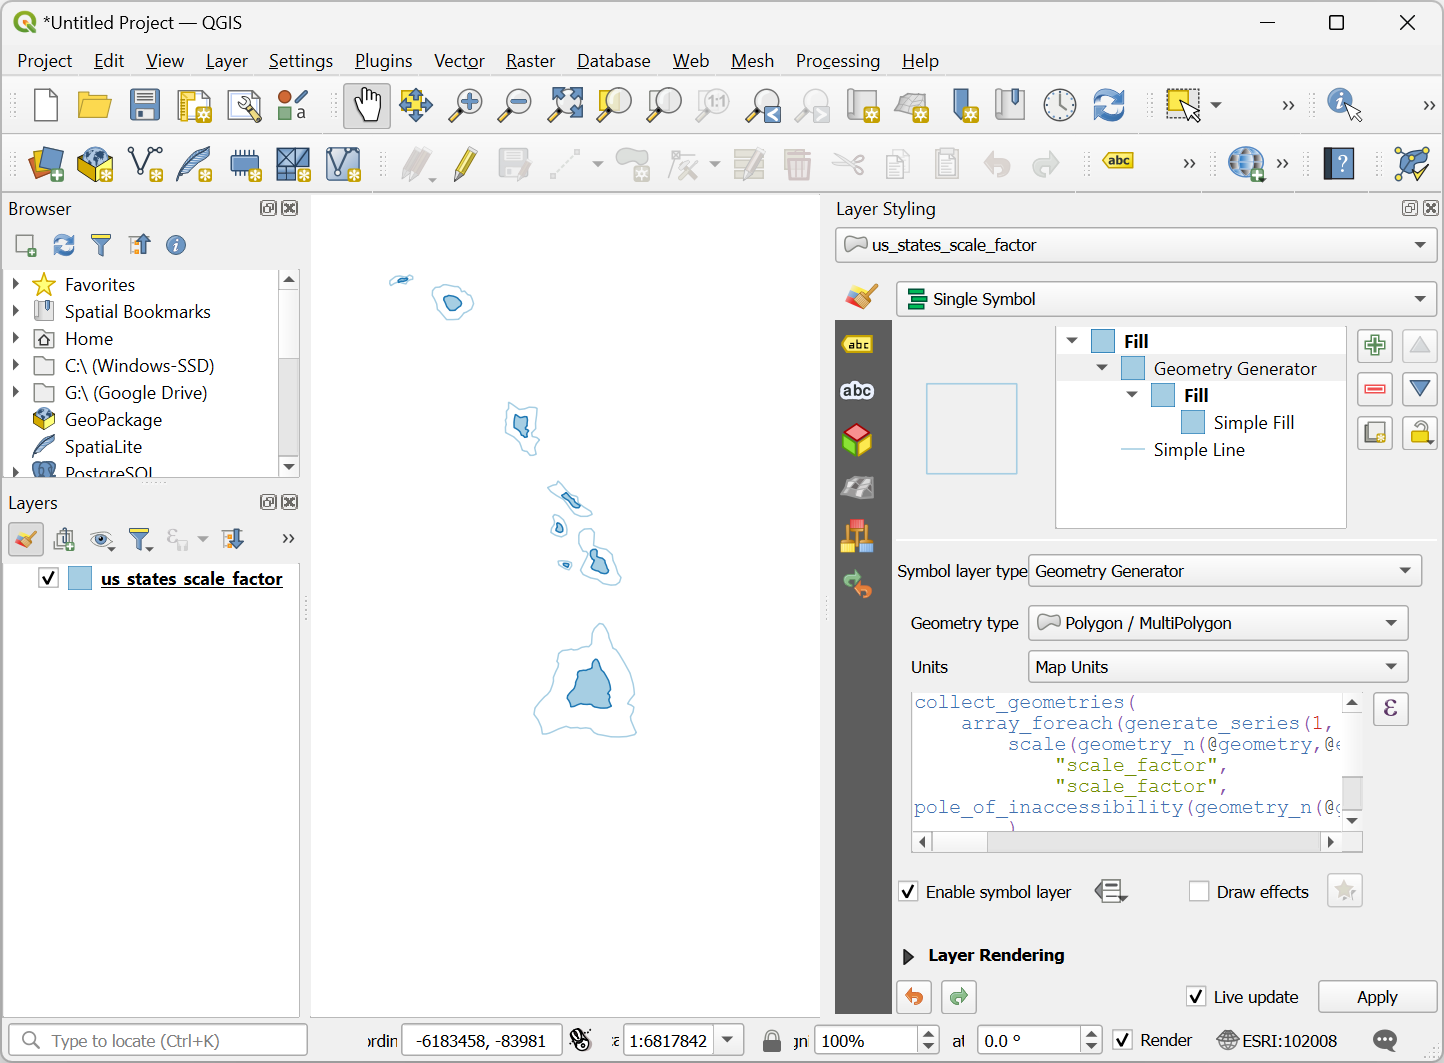 *Untitled Project — QGIS
Project Edit View Layer Settings Plugins Vector Raster Database Web Mesh Processing Help
Browser
Favorites
Spatial Bookmarks
Home
C:\ (Windows-SSD)
G:\ (Google Drive)
GeoPackage
SpatiaLite
PostgreSQL
Layers
us_states_scale_factor
Layer Styling
us_states_scale_factor
Single Symbol
Fill
Geometry Generator
Fill
Simple Fill
Simple Line
Symbol layer type Geometry Generator
Geometry type Polygon / MultiPolygon
Units Map Units
collect_geometries(
array_foreach(generate_series(1,
scale(geometry_n(@geometry,@e
"scale_factor",
"scale_factor",
pole_of_inaccessibility(geometry_n(@g
)
Enable symbol layer Draw effects
Layer Rendering
Live update Apply
Type to locate (Ctrl+K) ordin -6183458, -83981 1:6817842 100% 0.0 ° Render ESRI:102008